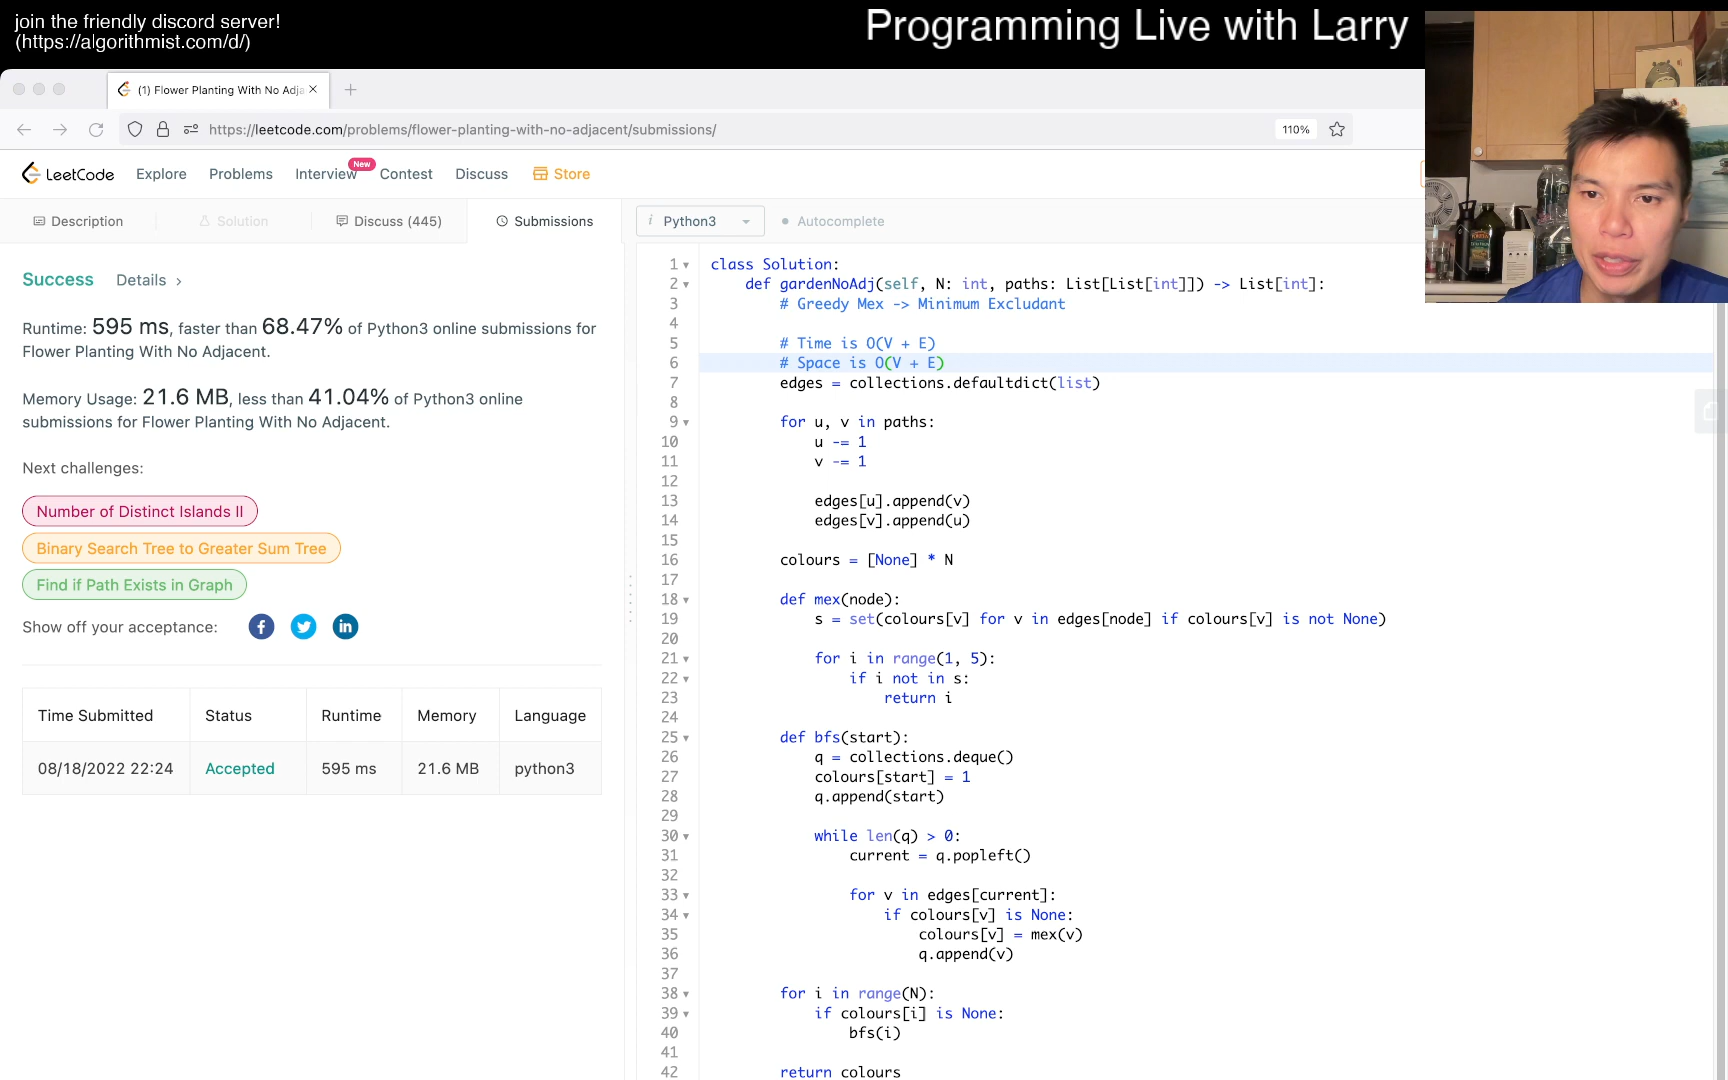 join the friendly discord server!
(https://algorithmist.com/d/)
Programming Live with Larry
(1) Flower Planting With No Adja
https://leetcode.com/problems/flower-planting-with-no-adjacent/submissions/
110%
LeetCode
Explore
Problems
Interview
New
Contest
Discuss
Store
Description
Solution
Discuss (445)
Submissions
i Python3
Autocomplete
Success
Details >
Runtime: 595 ms, faster than 68.47% of Python3 online submissions for
Flower Planting With No Adjacent.
Memory Usage: 21.6 MB, less than 41.04% of Python3 online
submissions for Flower Planting With No Adjacent.
Next challenges:
Number of Distinct Islands II
Binary Search Tree to Greater Sum Tree
Find if Path Exists in Graph
Show off your acceptance:
Time Submitted Status Runtime Memory Language
08/18/2022 22:24 Accepted 595 ms 21.6 MB python3
1 class Solution:
2 def gardenNoAdj(self, N: int, paths: List[List[int]]) -> List[int]:
3 # Greedy Mex -> Minimum Excludant
4
5 # Time is O(V + E)
6 # Space is O(V + E)
7 edges = collections.defaultdict(list)
8
9 for u, v in paths:
10 u -= 1
11 v -= 1
12
13 edges[u].append(v)
14 edges[v].append(u)
15
16 colours = [None] * N
17
18 def mex(node):
19 s = set(colours[v] for v in edges[node] if colours[v] is not None)
20
21 for i in range(1, 5):
22 if i not in s:
23 return i
24
25 def bfs(start):
26 q = collections.deque()
27 colours[start] = 1
28 q.append(start)
29
30 while len(q) > 0:
31 current = q.popleft()
32
33 for v in edges[current]:
34 if colours[v] is None:
35 colours[v] = mex(v)
36 q.append(v)
37
38 for i in range(N):
39 if colours[i] is None:
40 bfs(i)
41
42 return colours